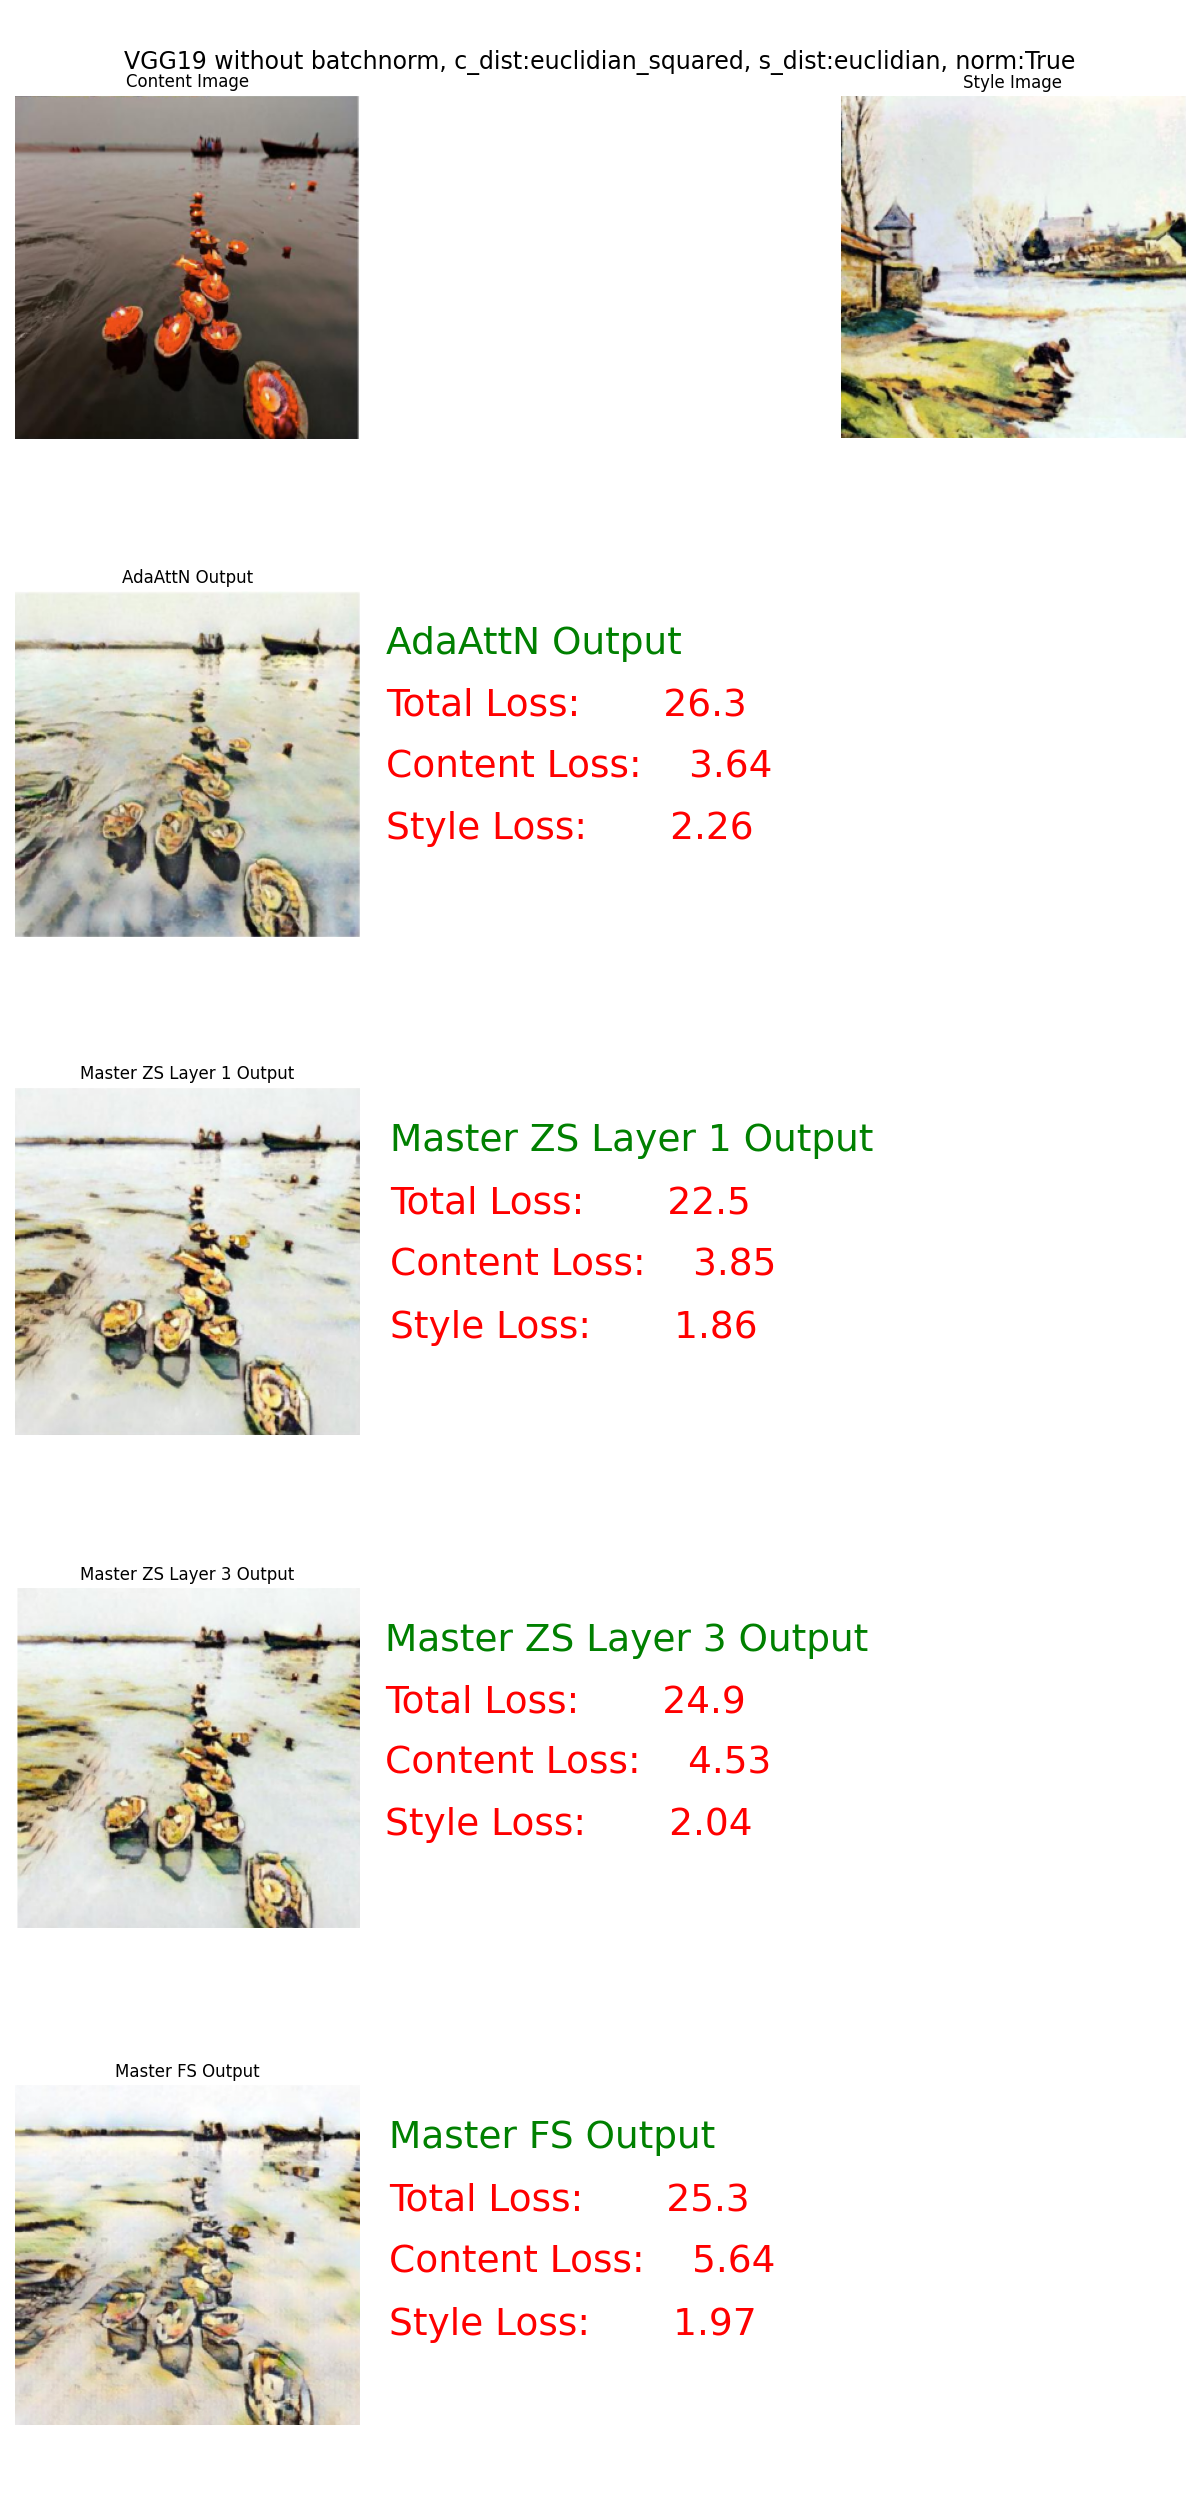 VGG19 without batchnorm, c_dist:euclidian_squared, s_dist:euclidian, norm:True
Content Image
Style Image
AdaAttN Output
AdaAttN Output
Total Loss: 26.3
Content Loss: 3.64
Style Loss: 2.26
Master ZS Layer 1 Output
Master ZS Layer 1 Output
Total Loss: 22.5
Content Loss: 3.85
Style Loss: 1.86
Master ZS Layer 3 Output
Master ZS Layer 3 Output
Total Loss: 24.9
Content Loss: 4.53
Style Loss: 2.04
Master FS Output
Master FS Output
Total Loss: 25.3
Content Loss: 5.64
Style Loss: 1.97